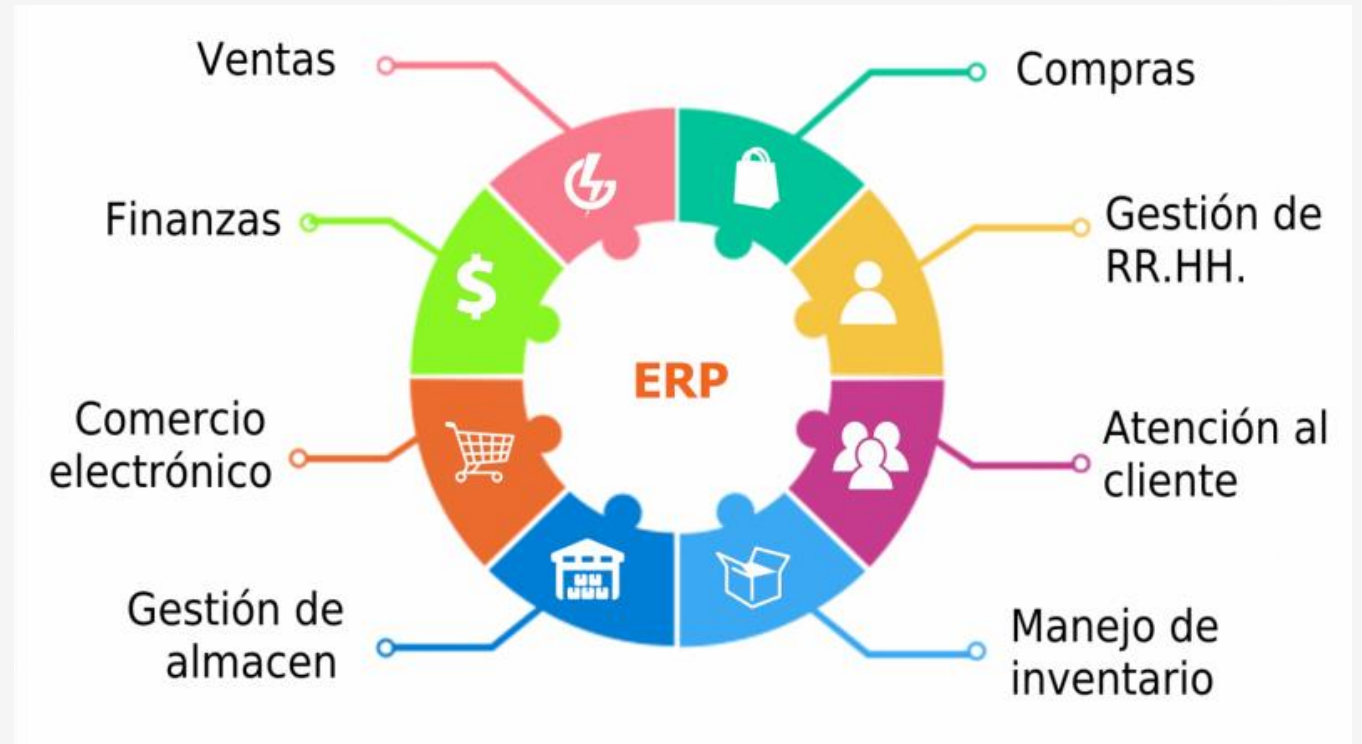 Ventas
Compras
Finanzas
Gestión de
RR.HH.
ERP
Comercio
electrónico
Atención al
cliente
Gestión de
almacen
Manejo de
inventario